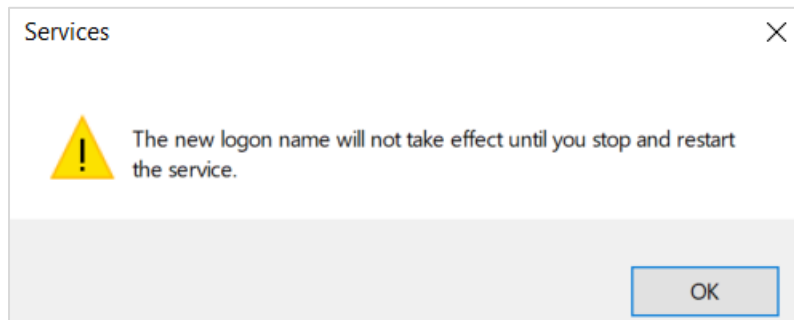 Services
The new logon name will not take effect until you stop and restart
the service.
OK